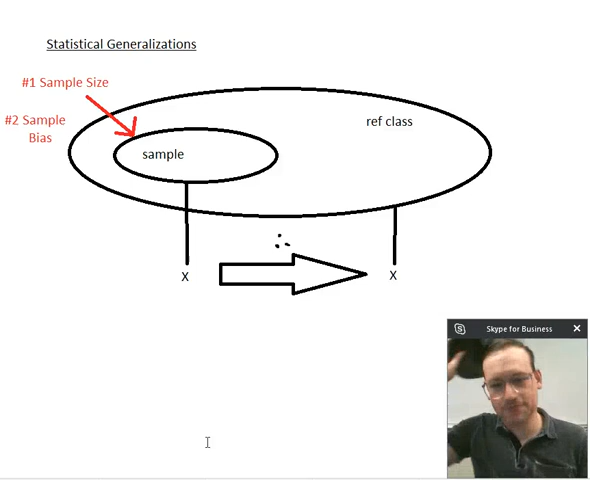 Statistical Generalizations
#1 Sample Size
#2 Sample
Bias
ref class
sample
∴
X
X
Skype for Business